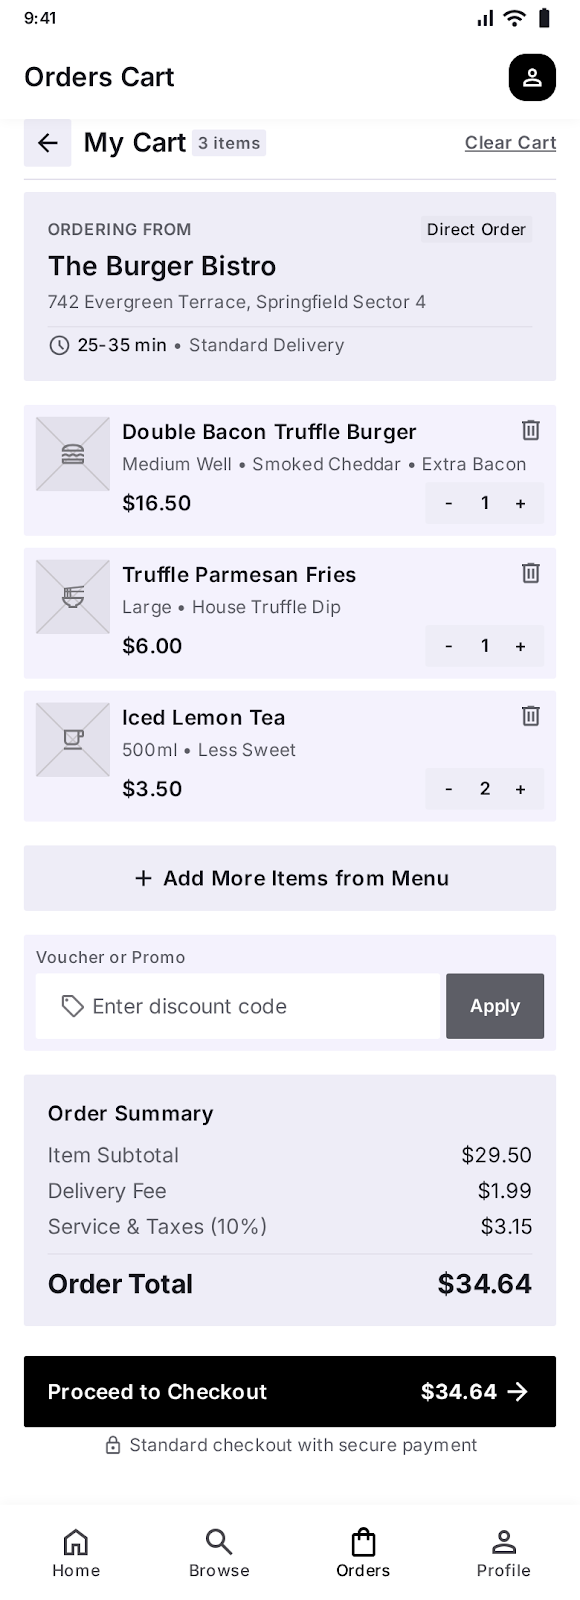 9:41
Orders Cart
My Cart 3 items Clear Cart
ORDERING FROM Direct Order
The Burger Bistro
742 Evergreen Terrace, Springfield Sector 4
25-35 min • Standard Delivery
Double Bacon Truffle Burger
Medium Well • Smoked Cheddar • Extra Bacon
$16.50 - 1 +
Truffle Parmesan Fries
Large • House Truffle Dip
$6.00 - 1 +
Iced Lemon Tea
500ml • Less Sweet
$3.50 - 2 +
+ Add More Items from Menu
Voucher or Promo
Enter discount code Apply
Order Summary
Item Subtotal $29.50
Delivery Fee $1.99
Service & Taxes (10%) $3.15
Order Total $34.64
Proceed to Checkout $34.64 →
Standard checkout with secure payment
Home Browse Orders Profile